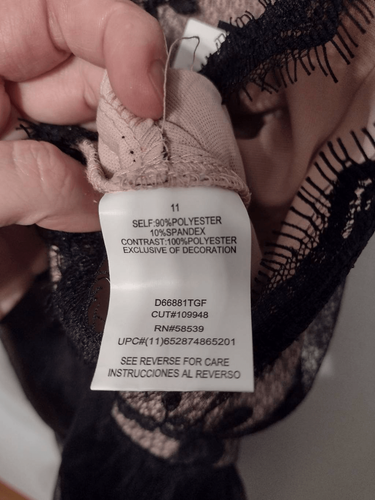 11
SELF:90%POLYESTER
10%SPANDEX
CONTRAST:100%POLYESTER
EXCLUSIVE OF DECORATION
D66881TGF
CUT#109948
RN#58539
UPC#(11)652874865201
SEE REVERSE FOR CARE
INSTRUCCIONES AL REVERSO